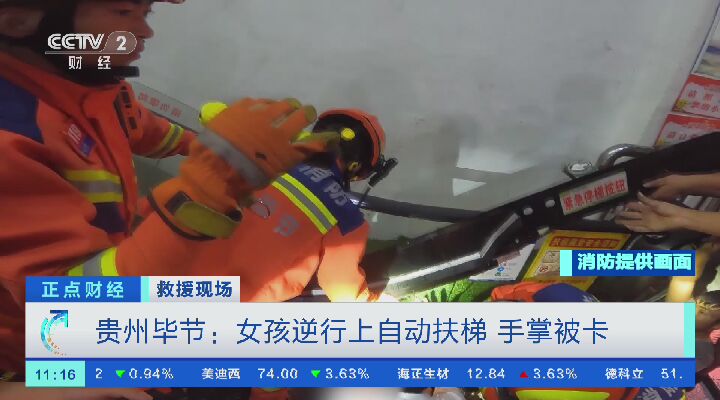 CCTV 2
财经
消防
紧急停梯按钮
消防提供画面
正点财经 救援现场
贵州毕节：女孩逆行上自动扶梯 手掌被卡
11:16 2 ▼0.94% 美迪西 74.00 ▼3.63% 海正生材 12.84 ▲3.63% 德科立 51.